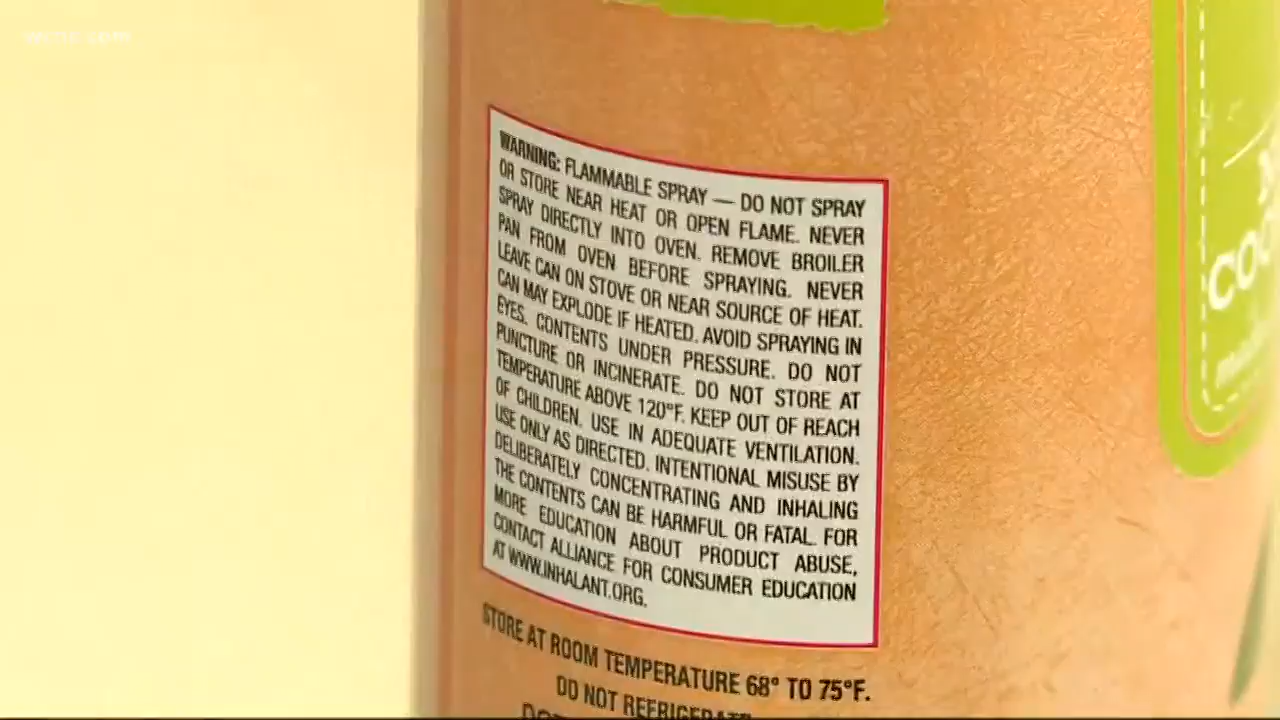 WARNING: FLAMMABLE SPRAY — DO NOT SPRAY
OR STORE NEAR HEAT OR OPEN FLAME. NEVER
SPRAY DIRECTLY INTO OVEN. REMOVE BROILER
PAN FROM OVEN BEFORE SPRAYING. NEVER
LEAVE CAN ON STOVE OR NEAR SOURCE OF HEAT.
CAN MAY EXPLODE IF HEATED. AVOID SPRAYING IN
EYES. CONTENTS UNDER PRESSURE. DO NOT
PUNCTURE OR INCINERATE. DO NOT STORE AT
TEMPERATURE ABOVE 120°F. KEEP OUT OF REACH
OF CHILDREN. USE IN ADEQUATE VENTILATION.
USE ONLY AS DIRECTED. INTENTIONAL MISUSE BY
DELIBERATELY CONCENTRATING AND INHALING
THE CONTENTS CAN BE HARMFUL OR FATAL. FOR
MORE EDUCATION ABOUT PRODUCT ABUSE,
CONTACT ALLIANCE FOR CONSUMER EDUCATION
AT WWW.INHALANT.ORG.
STORE AT ROOM TEMPERATURE 68° TO 75°F.
DO NOT REFRIGERATE
COO